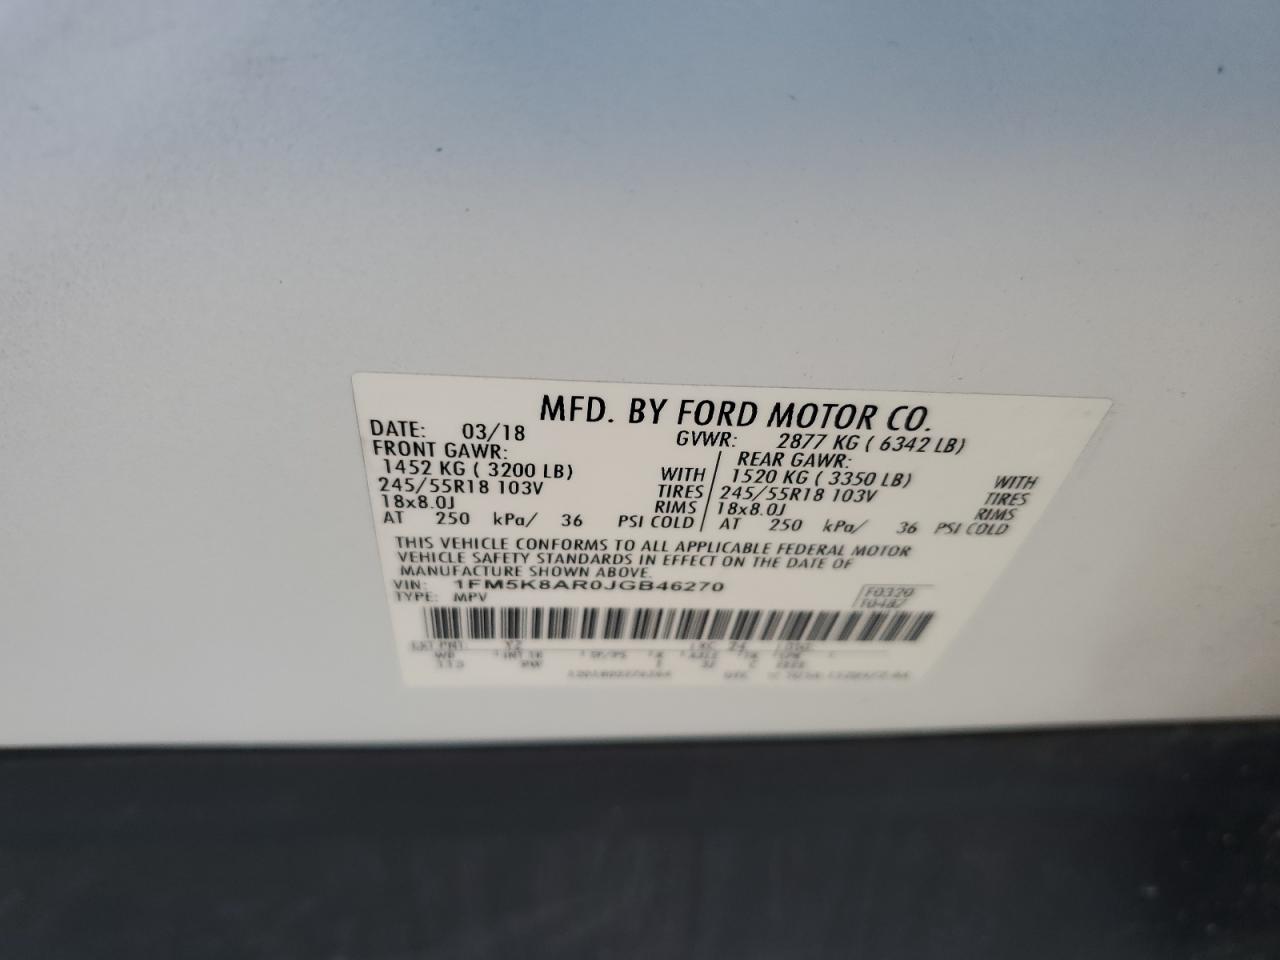 MFD. BY FORD MOTOR CO.
DATE: 03/18 GVWR: 2877 KG ( 6342 LB)
FRONT GAWR: REAR GAWR:
1452 KG ( 3200 LB) WITH 1520 KG ( 3350 LB) WITH
245/55R18 103V TIRES 245/55R18 103V TIRES
18x8.0J RIMS 18x8.0J RIMS
AT 250 kPa/ 36 PSI COLD AT 250 kPa/ 36 PSI COLD
THIS VEHICLE CONFORMS TO ALL APPLICABLE FEDERAL MOTOR
VEHICLE SAFETY STANDARDS IN EFFECT ON THE DATE OF
MANUFACTURE SHOWN ABOVE.
VIN: 1FM5K8AR0JGB46270
TYPE: MPV F0320
EXT PNT: YZ